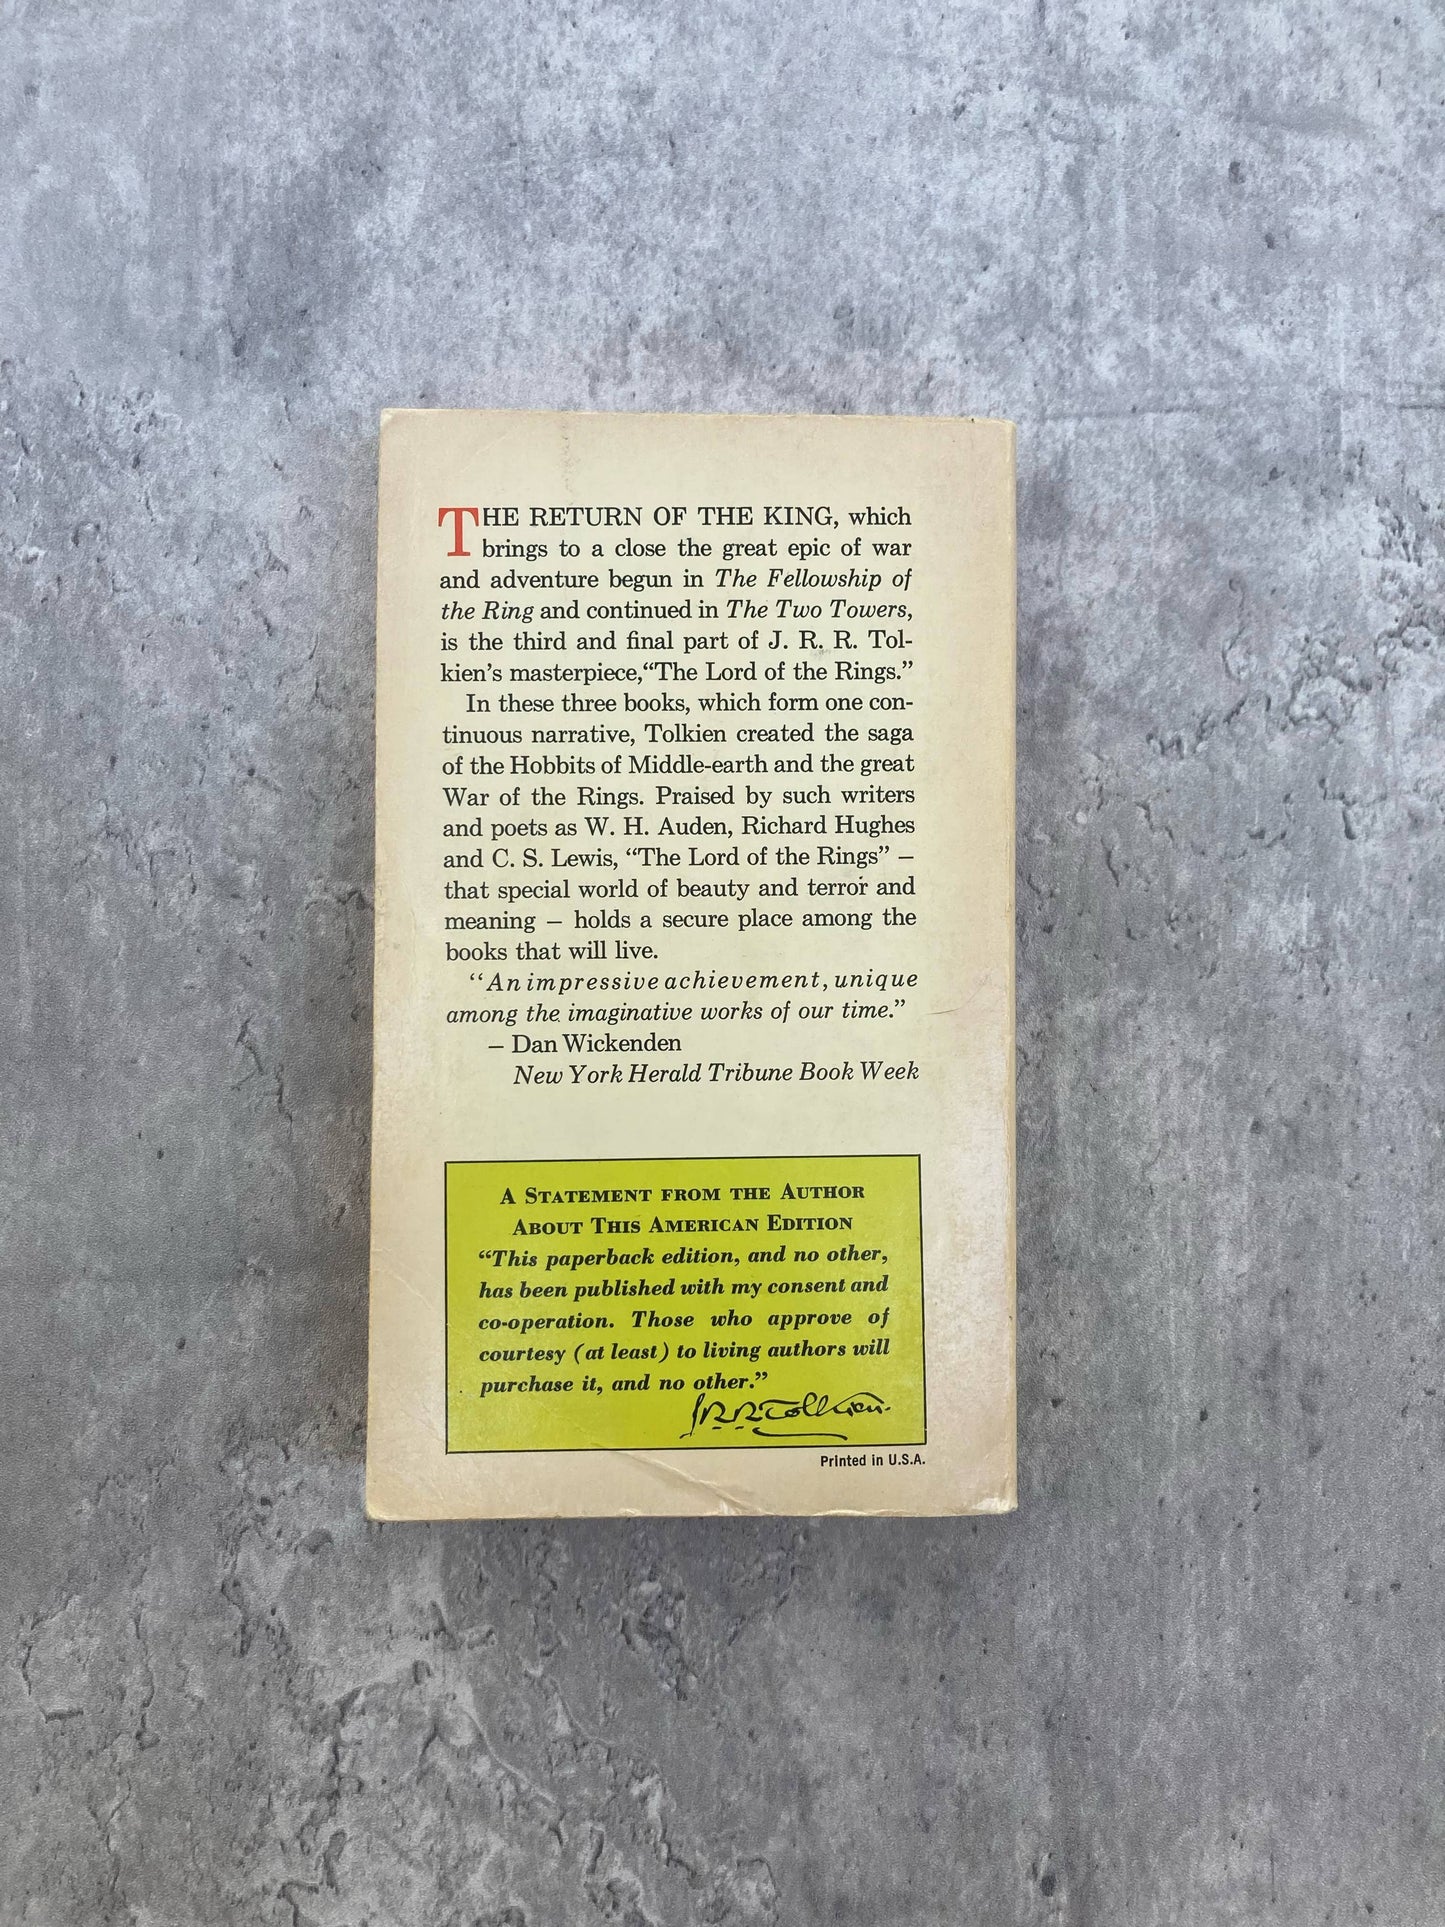 THE RETURN OF THE KING, which
brings to a close the great epic of war
and adventure begun in The Fellowship of
the Ring and continued in The Two Towers,
is the third and final part of J. R. R. Tol-
kien's masterpiece,“The Lord of the Rings.”
In these three books, which form one con-
tinuous narrative, Tolkien created the saga
of the Hobbits of Middle-earth and the great
War of the Rings. Praised by such writers
and poets as W. H. Auden, Richard Hughes
and C. S. Lewis, “The Lord of the Rings” –
that special world of beauty and terror and
meaning – holds a secure place among the
books that will live.
“An impressive achievement, unique
among the imaginative works of our time.”
– Dan Wickenden
New York Herald Tribune Book Week
A STATEMENT FROM THE AUTHOR
ABOUT THIS AMERICAN EDITION
“This paperback edition, and no other,
has been published with my consent and
co-operation. Those who approve of
courtesy (at least) to living authors will
purchase it, and no other.”
J.R.R. Tolkien.
Printed in U.S.A.